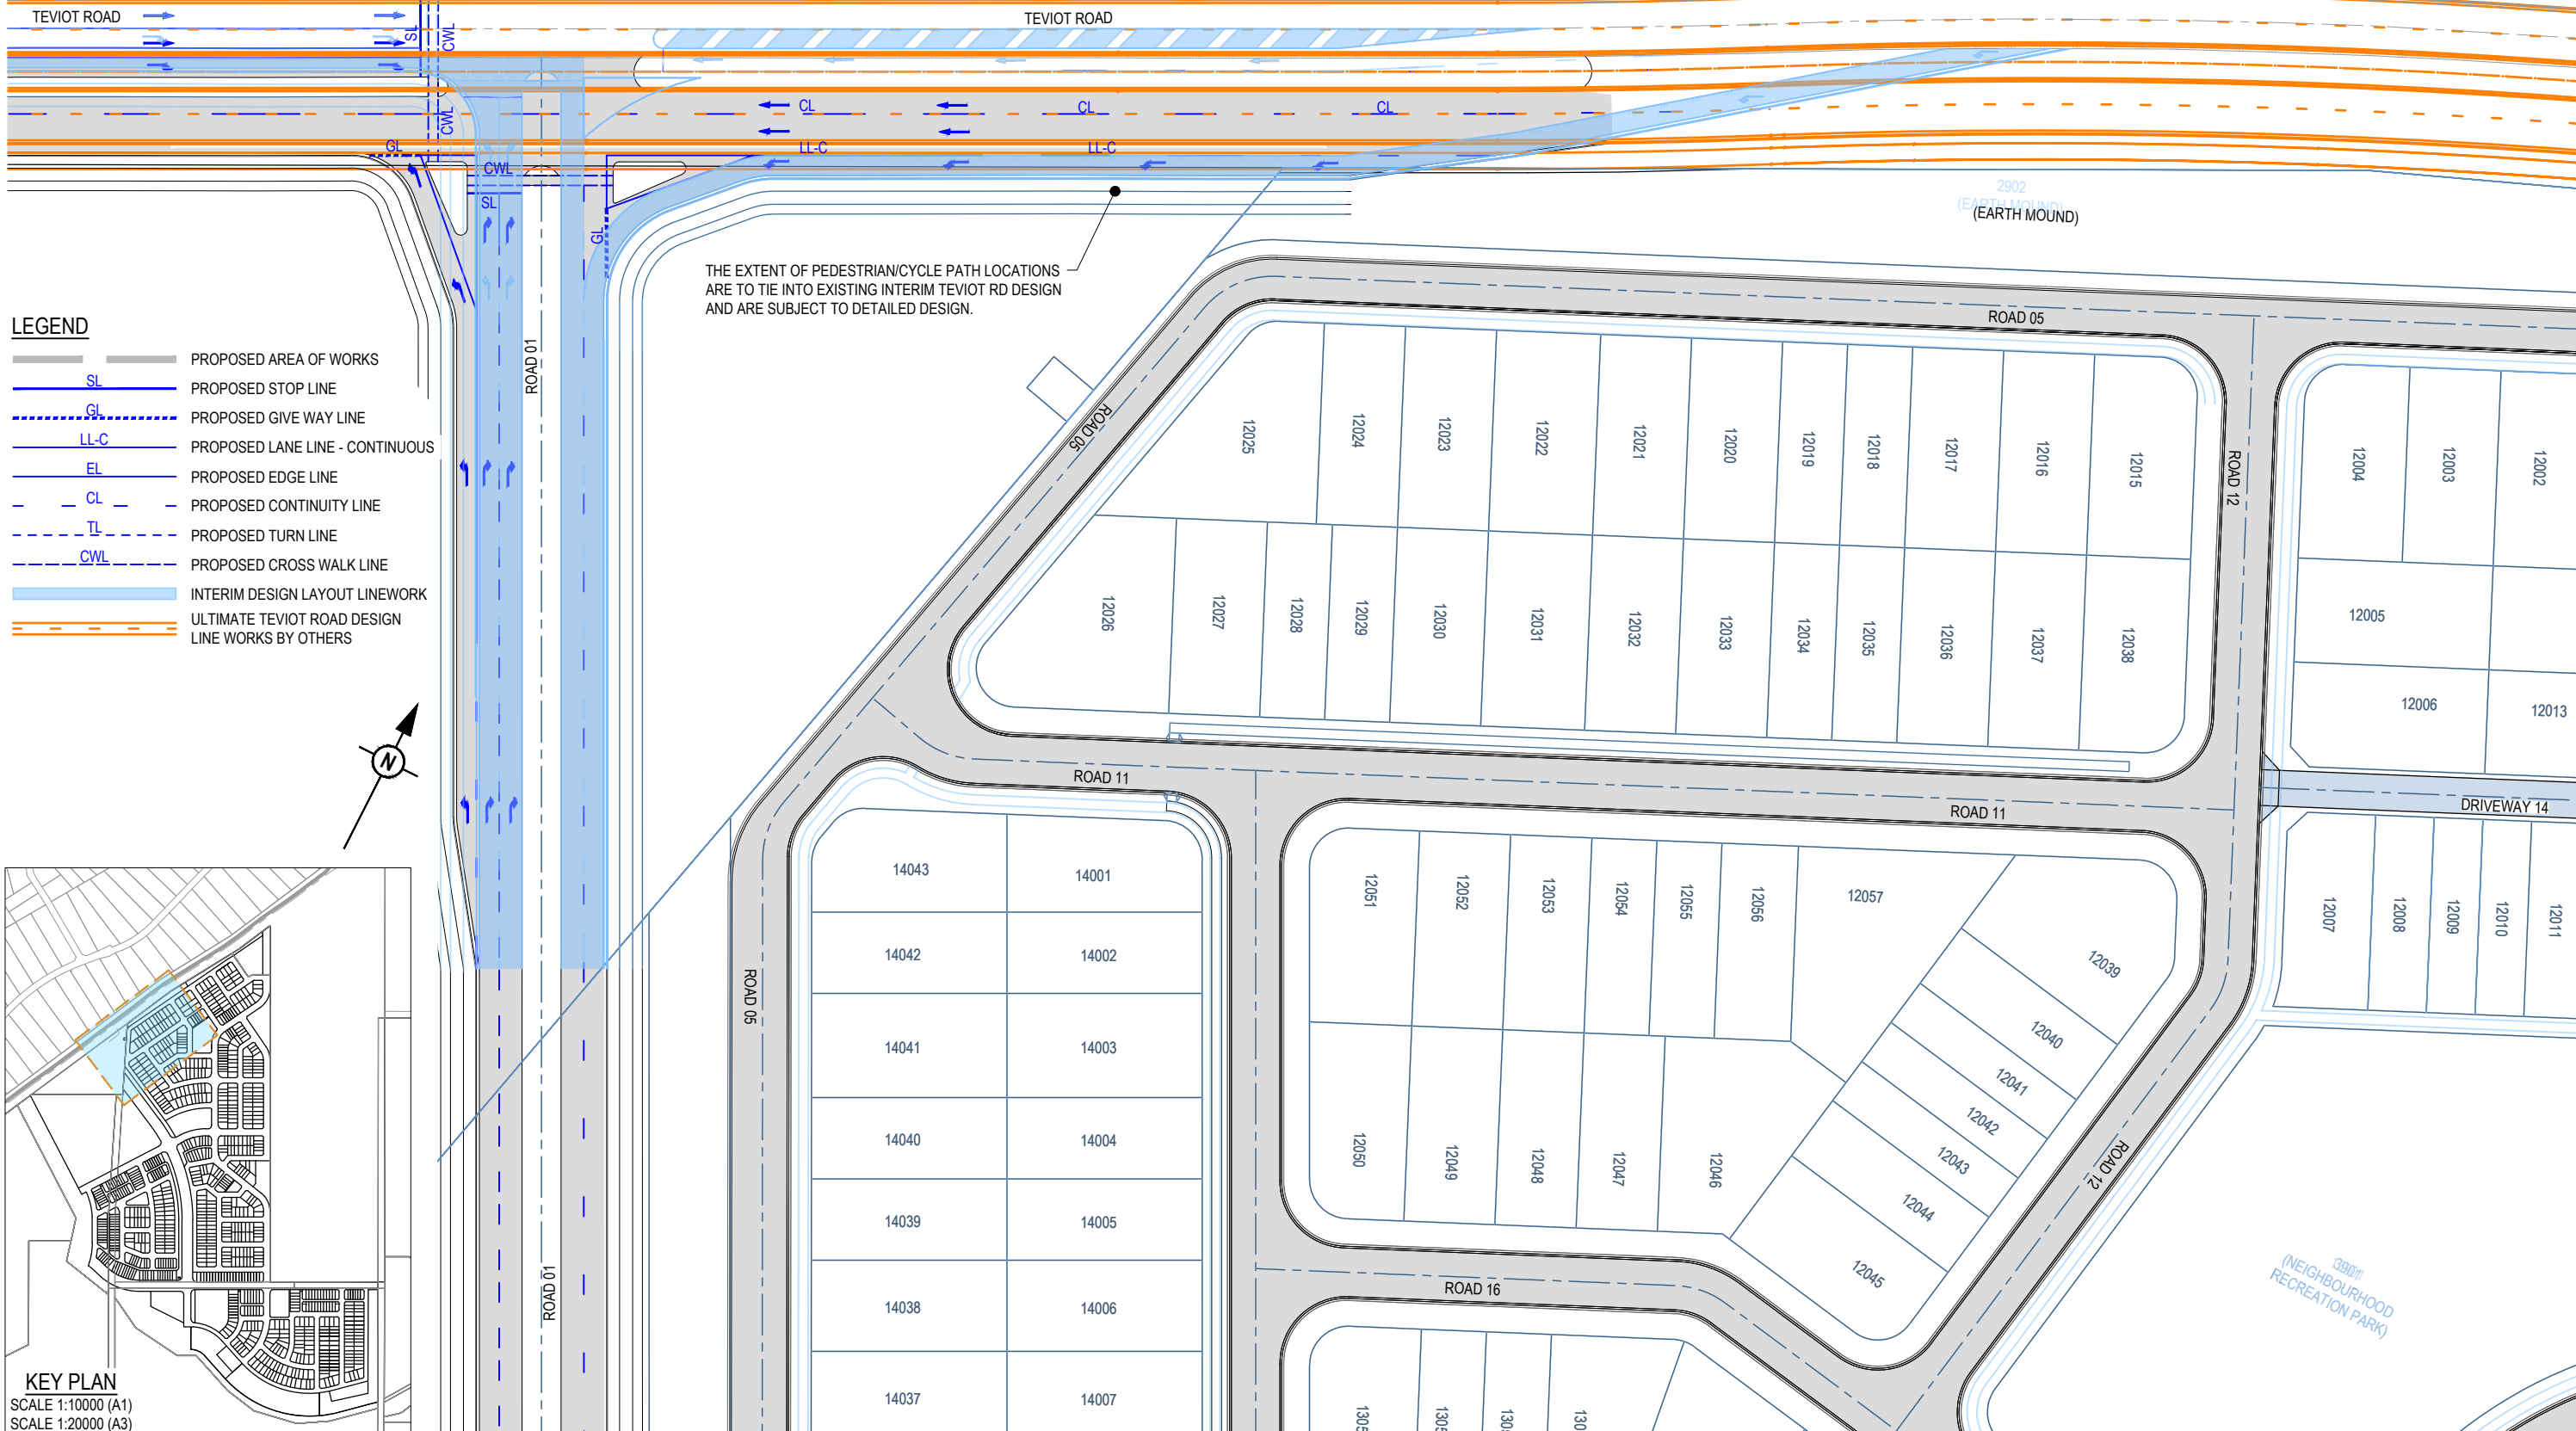 TEVIOT ROAD
TEVIOT ROAD
SL
CWL
CWL
CL
CL
CL
GL
LL-C
LL-C
CWL
SL
GL
2902
(EARTH MOUND)
(EARTH MOUND)
THE EXTENT OF PEDESTRIAN/CYCLE PATH LOCATIONS
ARE TO TIE INTO EXISTING INTERIM TEVIOT RD DESIGN
AND ARE SUBJECT TO DETAILED DESIGN.
LEGEND
PROPOSED AREA OF WORKS
SL
PROPOSED STOP LINE
GL
PROPOSED GIVE WAY LINE
LL-C
PROPOSED LANE LINE - CONTINUOUS
EL
PROPOSED EDGE LINE
CL
PROPOSED CONTINUITY LINE
TL
PROPOSED TURN LINE
CWL
PROPOSED CROSS WALK LINE
INTERIM DESIGN LAYOUT LINEWORK
ULTIMATE TEVIOT ROAD DESIGN
LINE WORKS BY OTHERS
N
ROAD 01
ROAD 05
ROAD 05
ROAD 12
12025
12024
12023
12022
12021
12020
12019
12018
12017
12016
12015
12004
12003
12002
12026
12027
12028
12029
12030
12031
12032
12033
12034
12035
12036
12037
12038
12005
12006
12013
ROAD 11
ROAD 11
DRIVEWAY 14
14043
14001
12051
12052
12053
12054
12055
12056
12057
12039
12007
12008
12009
12010
12011
14042
14002
ROAD 05
14041
14003
12040
12041
12042
12043
12044
12045
14040
14004
12050
12049
12048
12047
12046
ROAD 12
14039
14005
ROAD 01
14038
14006
ROAD 16
(NEIGHBOURHOOD
RECREATION PARK)
14037
14007
KEY PLAN
SCALE 1:10000 (A1)
SCALE 1:20000 (A3)